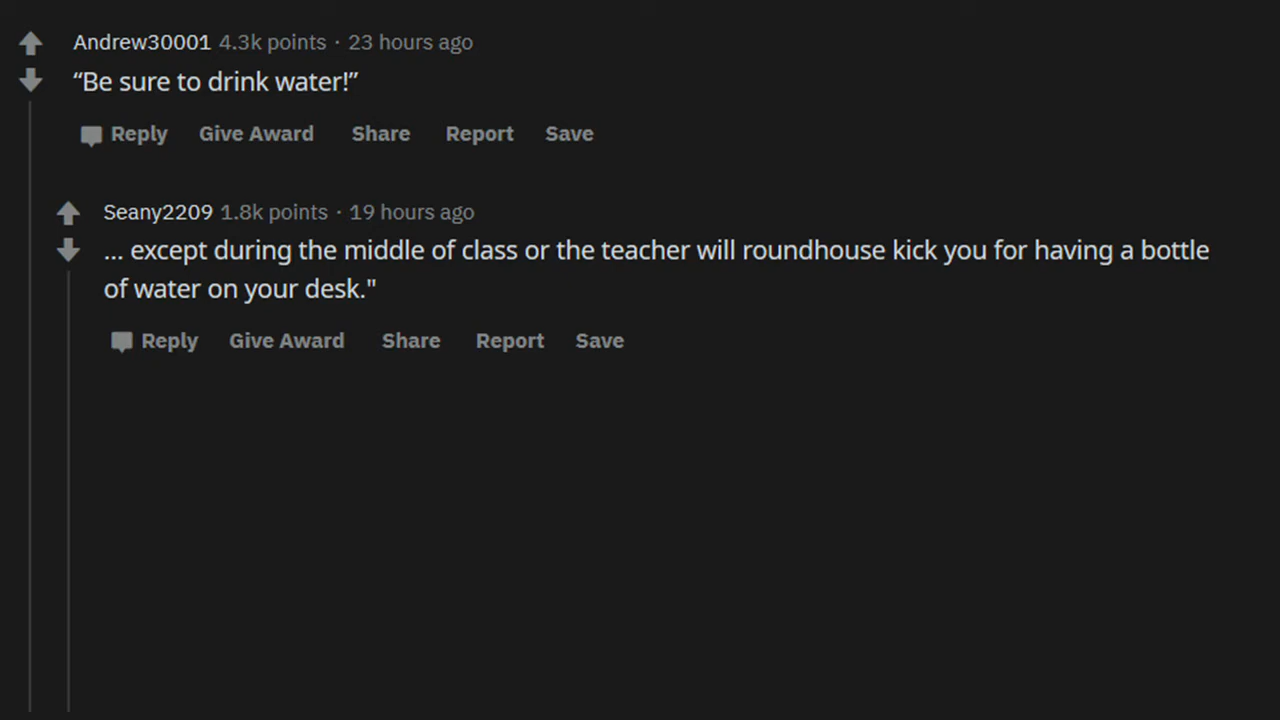 Andrew30001 4.3k points · 23 hours ago
“Be sure to drink water!”
Reply Give Award Share Report Save
Seany2209 1.8k points · 19 hours ago
... except during the middle of class or the teacher will roundhouse kick you for having a bottle
of water on your desk."
Reply Give Award Share Report Save